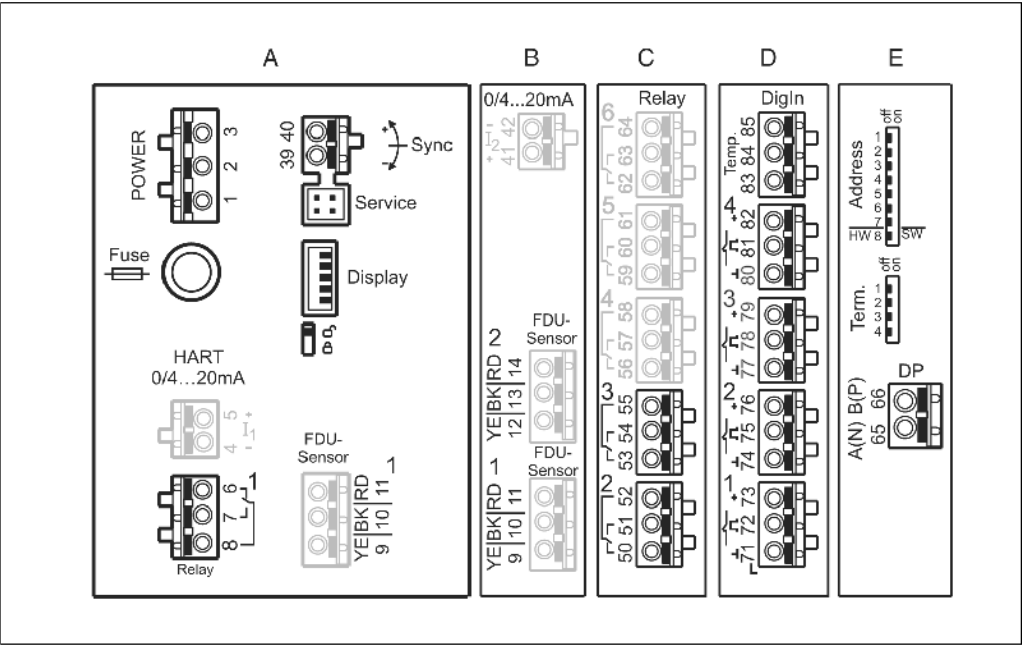 A
B
C
D
E
POWER
3
2
1
39 40
Sync
+
-
Service
Fuse
Display
HART
0/4...20mA
5 +
4 -
I1
6
7
8
1
Relay
FDU-
Sensor
1
YE|BK|RD
9 |10| 11
0/4...20mA
- 42
I2
+ 41
2
FDU-
Sensor
YE|BK|RD
12|13|14
1
FDU-
Sensor
YE|BK|RD
9 |10| 11
Relay
6
64
63
62
5
61
60
59
4
58
57
56
3
55
54
53
2
52
51
50
DigIn
Temp.
85
84
83
4
+
82
81
80
3
+
79
78
77
2
+
76
75
74
1
+
73
72
71
off on
Address
1
2
3
4
5
6
7
HW 8 SW
off on
Term.
1
2
3
4
DP
A(N) B(P)
65 66